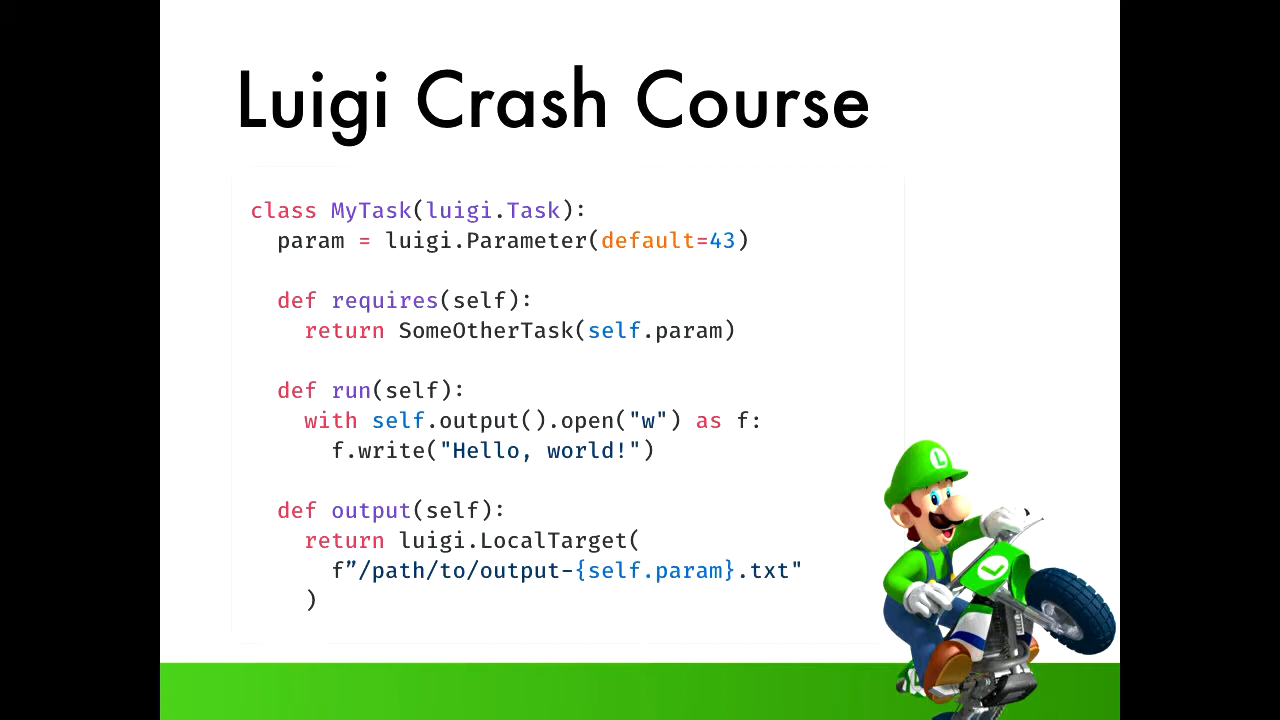 Luigi Crash Course
class MyTask(luigi.Task):
  param = luigi.Parameter(default=43)
  def requires(self):
    return SomeOtherTask(self.param)
  def run(self):
    with self.output().open("w") as f:
      f.write("Hello, world!")
  def output(self):
    return luigi.LocalTarget(
      f”/path/to/output-{self.param}.txt"
    )
L
L